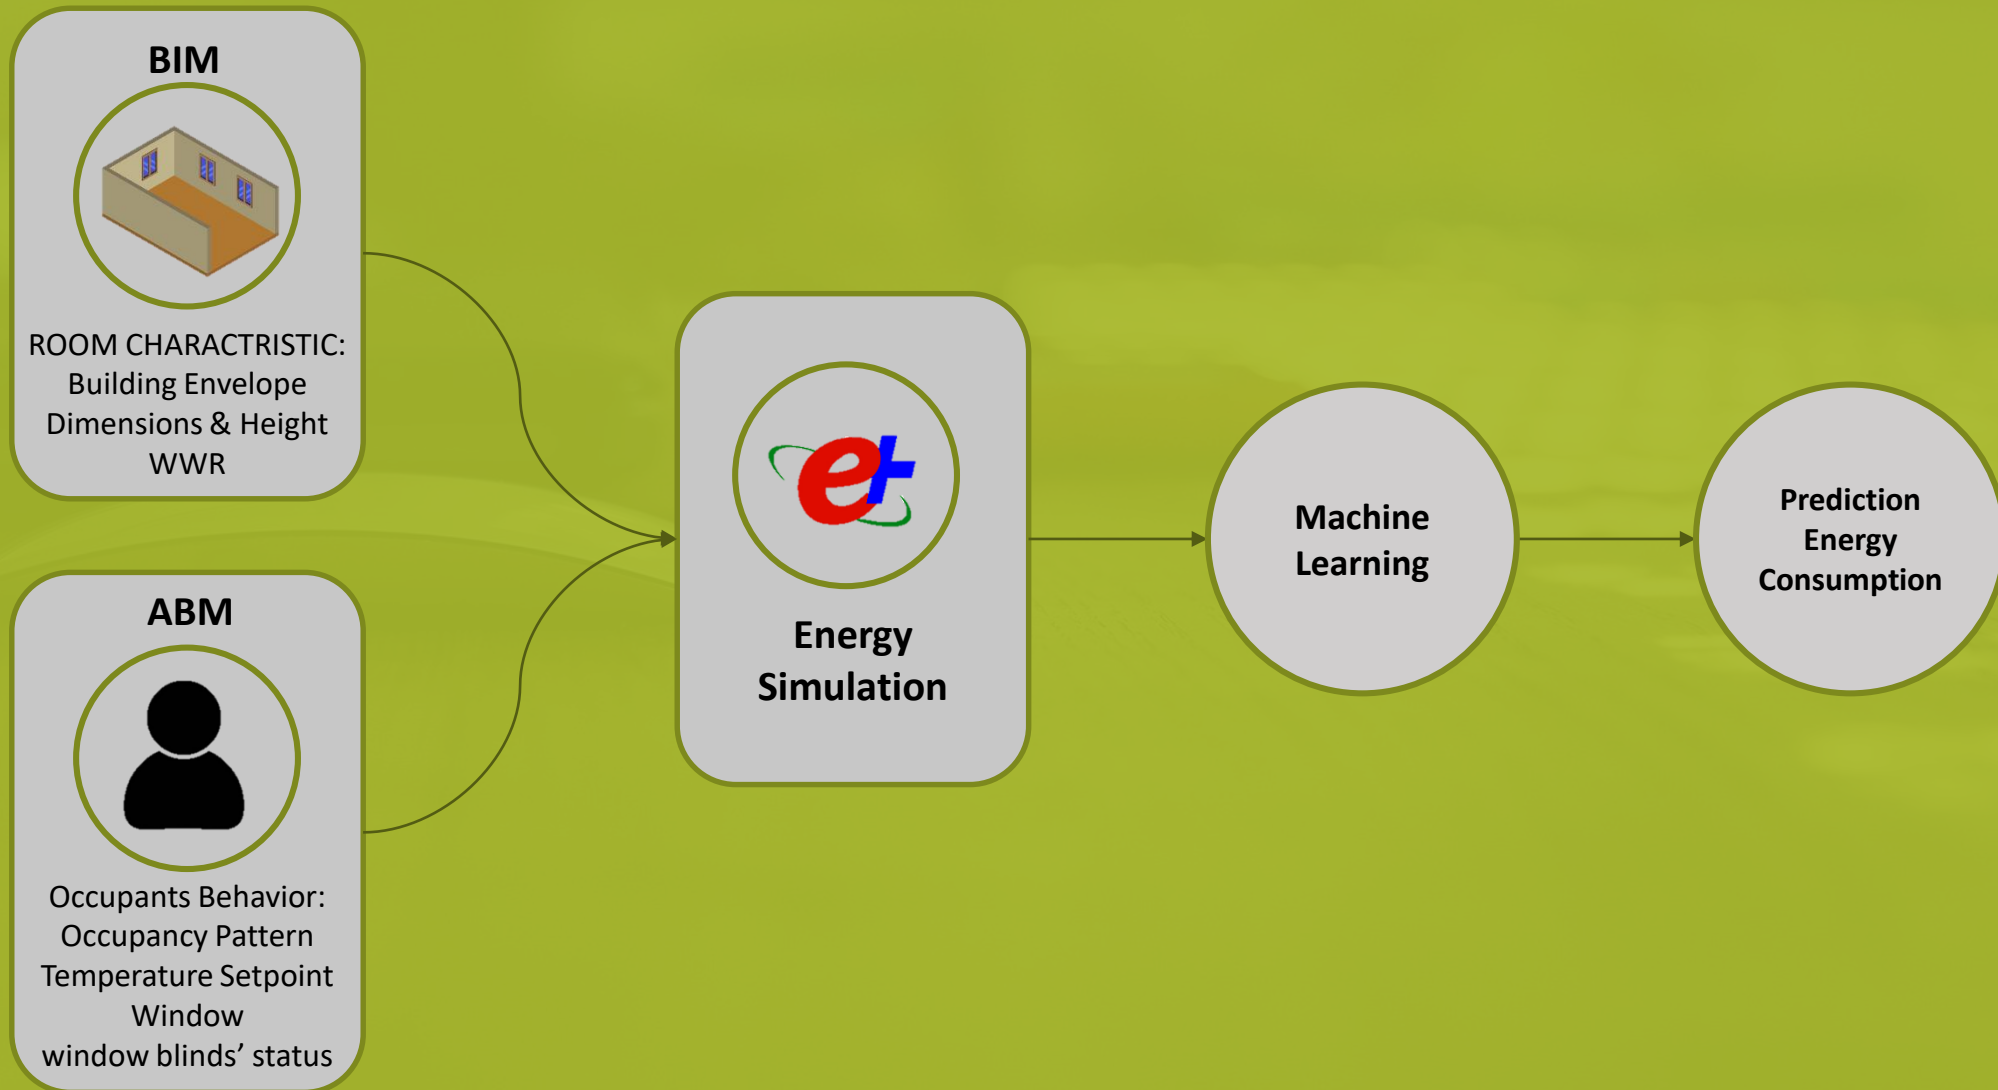 BIM
ROOM CHARACTRISTIC:
Building Envelope
Dimensions & Height
WWR
ABM
Occupants Behavior:
Occupancy Pattern
Temperature Setpoint
Window
window blinds’ status
e+
Energy
Simulation
Machine
Learning
Prediction
Energy
Consumption